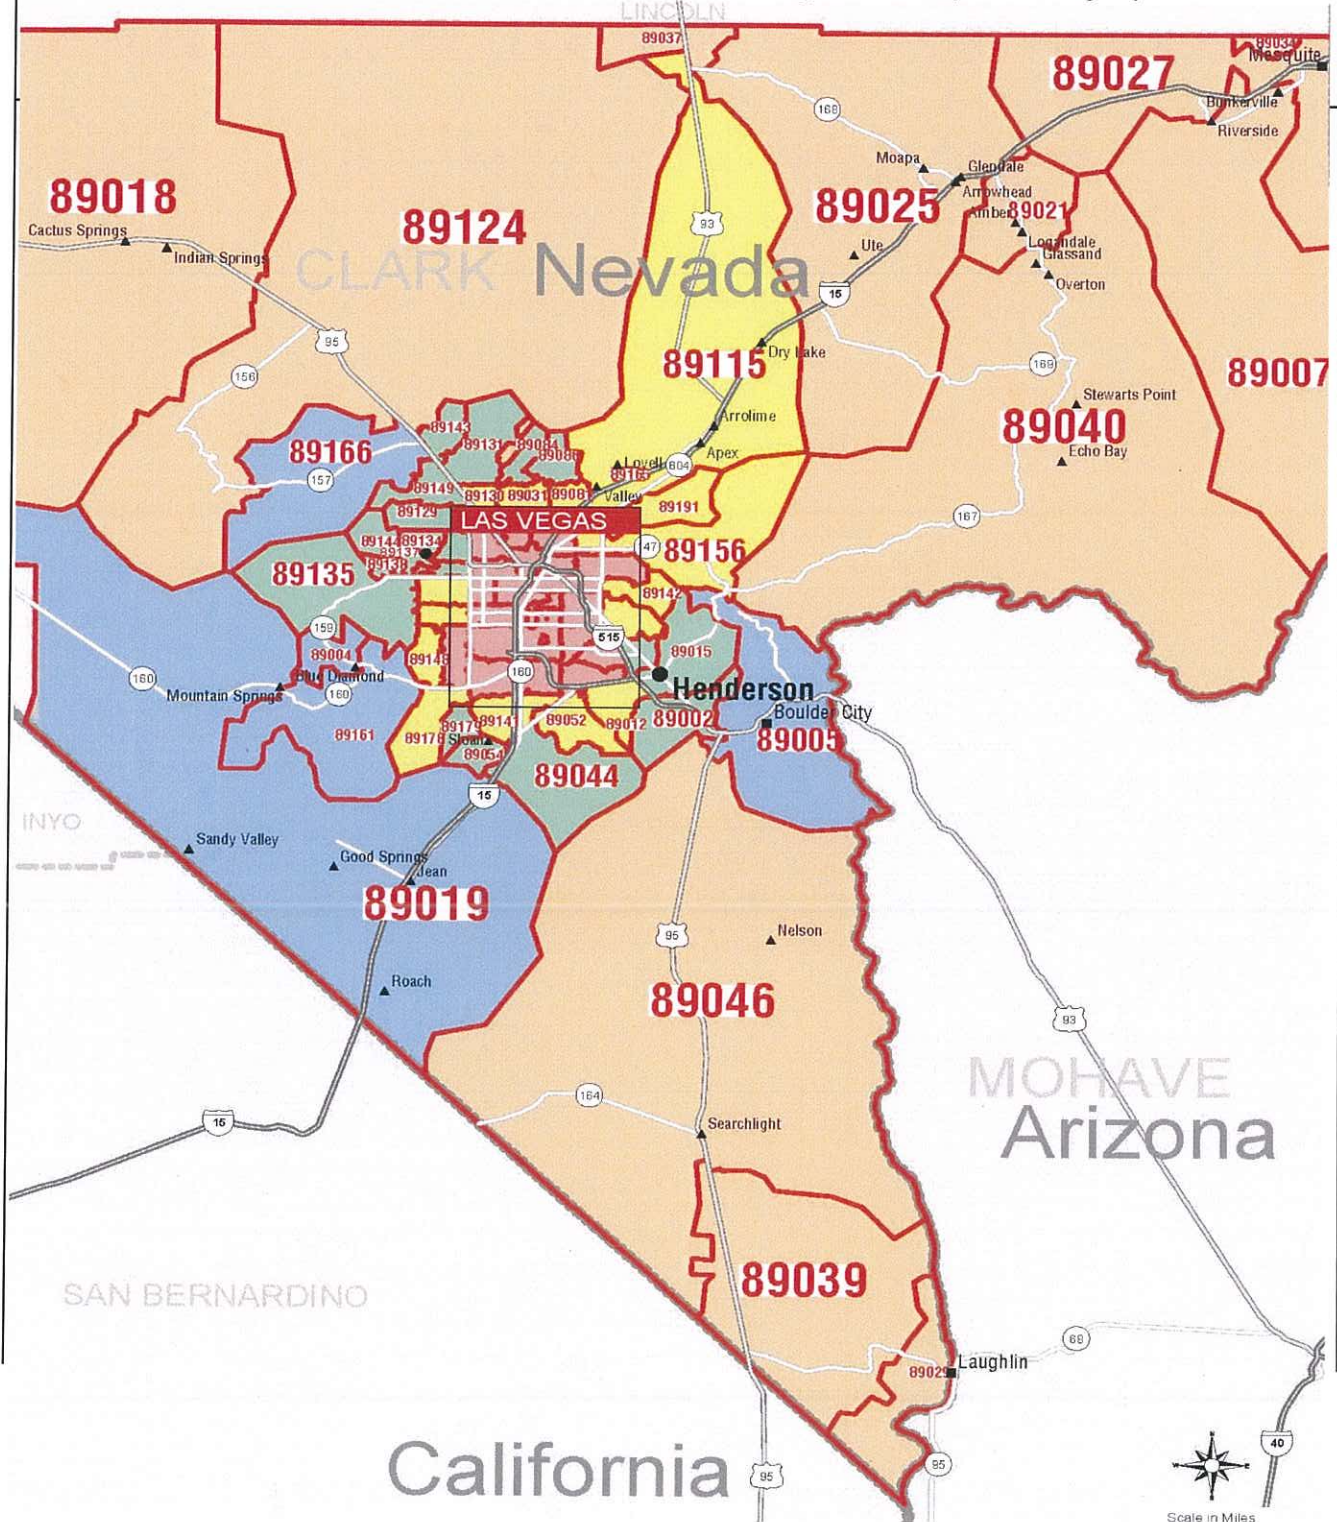 LINCOLN
89037
89034
Mesquite
89027
Bunkerville
Riverside
168
Moapa
Glendale
Arrowhead
89018
89124
89025
Amber
89021
Cactus Springs
Indian Springs
93
Ute
Logandale
Glassand
Overton
CLARK
Nevada
15
95
156
89115
Dry Lake
169
89007
Stewarts Point
Arrolime
89040
Echo Bay
89143
89131
89084
89166
157
Apex
Lovell
604
89165
Valley
89149
89130
89031
89191
89129
LAS VEGAS
167
89144
89134
89137
89138
147
89156
89135
89142
159
515
89004
89148
89015
Blue Diamond
160
160
160
Mountain Springs
Henderson
89161
89178
89179
89141
89052
89012
89002
Boulder City
89005
Sloan
89054
89044
15
INYO
Sandy Valley
Good Springs
Jean
89019
95
Nelson
Roach
89046
93
MOHAVE
Arizona
164
15
Searchlight
SAN BERNARDINO
89039
68
Laughlin
89029
California
95
95
40
Scale in Miles